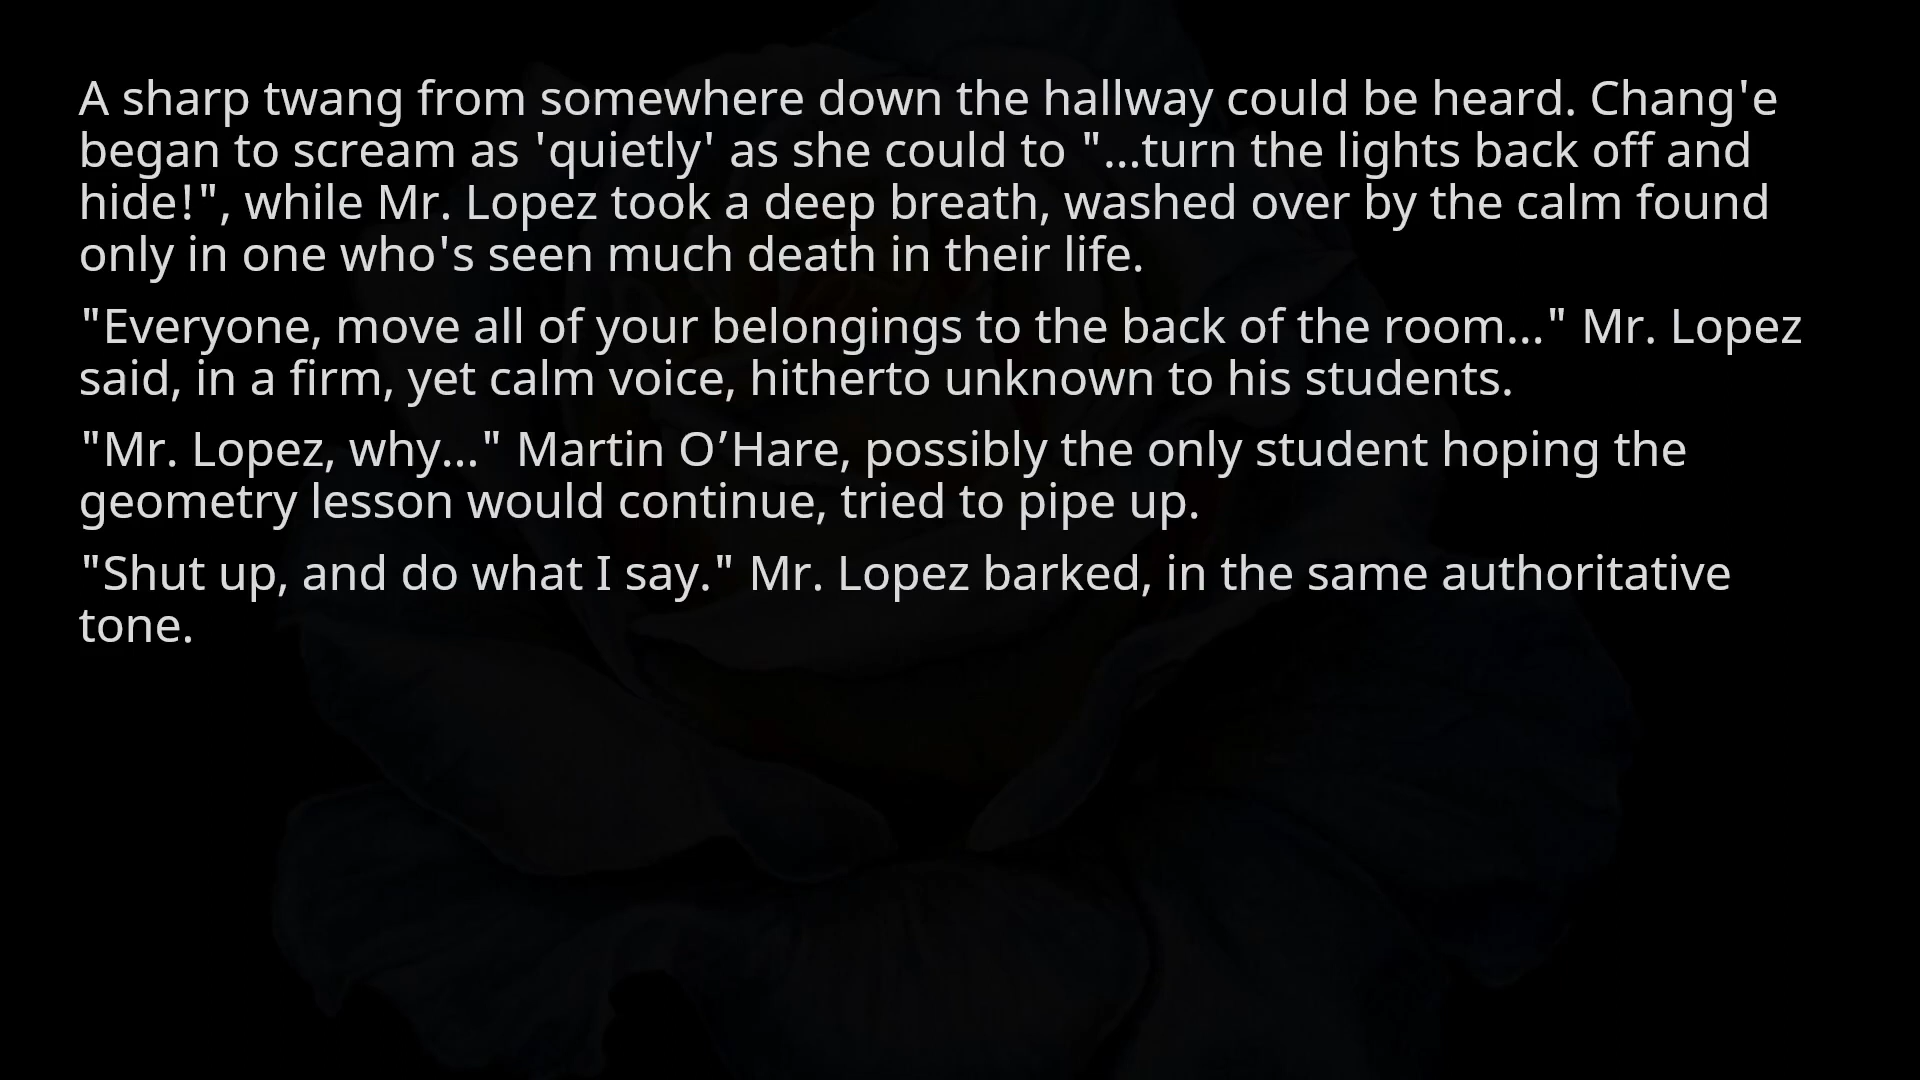 A sharp twang from somewhere down the hallway could be heard. Chang'e
began to scream as 'quietly' as she could to "...turn the lights back off and
hide!", while Mr. Lopez took a deep breath, washed over by the calm found
only in one who's seen much death in their life.
"Everyone, move all of your belongings to the back of the room..." Mr. Lopez
said, in a firm, yet calm voice, hitherto unknown to his students.
"Mr. Lopez, why..." Martin O’Hare, possibly the only student hoping the
geometry lesson would continue, tried to pipe up.
"Shut up, and do what I say." Mr. Lopez barked, in the same authoritative
tone.